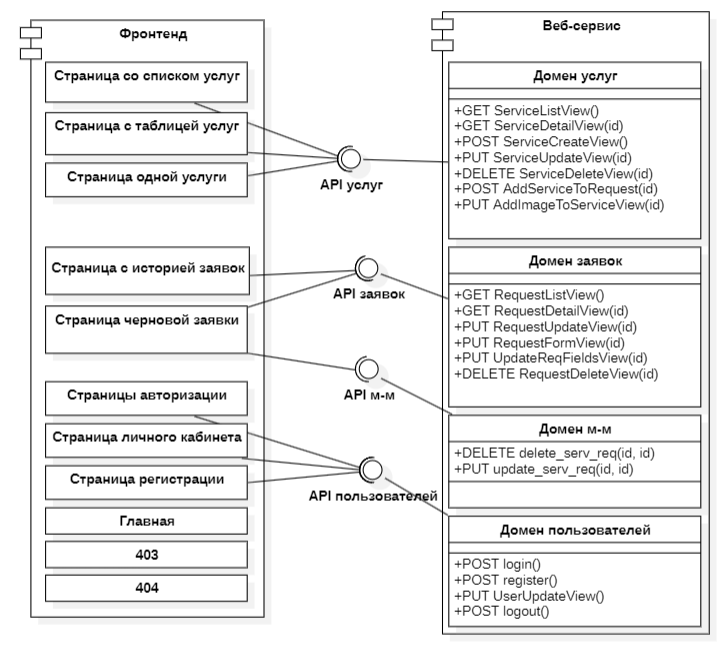 Фронтенд
Страница со списком услуг
Страница с таблицей услуг
Страница одной услуги
Страница с историей заявок
Страница черновой заявки
Страницы авторизации
Страница личного кабинета
Страница регистрации
Главная
403
404
API услуг
API заявок
API м-м
API пользователей
Веб-сервис
Домен услуг
+GET ServiceListView()
+GET ServiceDetailView(id)
+POST ServiceCreateView()
+PUT ServiceUpdateView(id)
+DELETE ServiceDeleteView(id)
+POST AddServiceToRequest(id)
+PUT AddImageToServiceView(id)
Домен заявок
+GET RequestListView()
+GET RequestDetailView(id)
+PUT RequestUpdateView(id)
+PUT RequestFormView(id)
+PUT UpdateReqFieldsView(id)
+DELETE RequestDeleteView(id)
Домен м-м
+DELETE delete_serv_req(id, id)
+PUT update_serv_req(id, id)
Домен пользователей
+POST login()
+POST register()
+PUT UserUpdateView()
+POST logout()